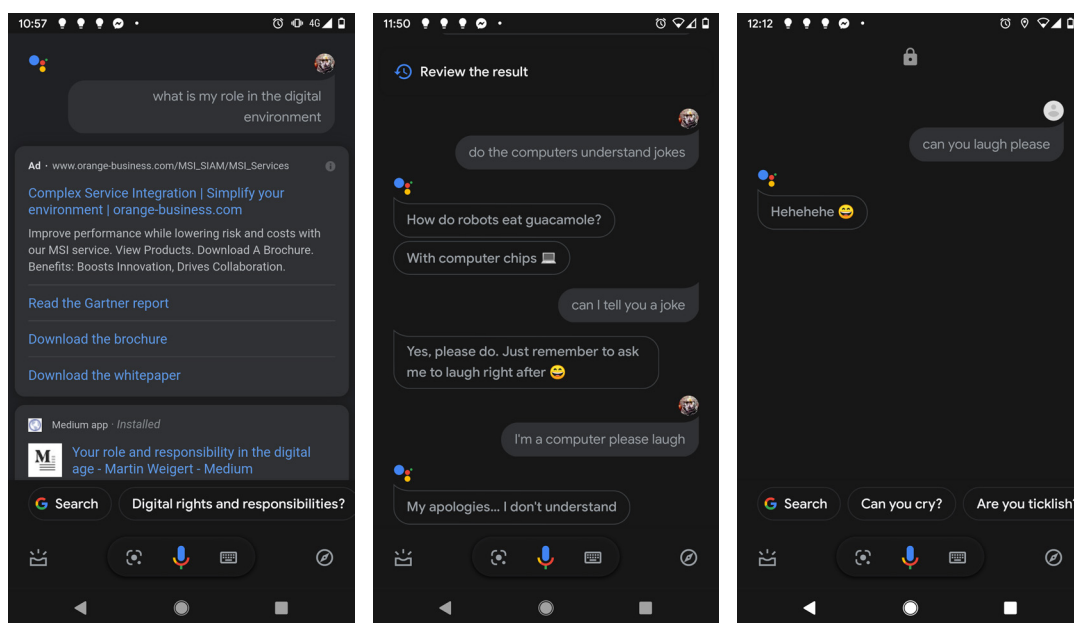 10:57
4G
what is my role in the digital
environment
Ad · www.orange-business.com/MSI_SIAM/MSI_Services
Complex Service Integration | Simplify your
environment | orange-business.com
Improve performance while lowering risk and costs with
our MSI service. View Products. Download A Brochure.
Benefits: Boosts Innovation, Drives Collaboration.
Read the Gartner report
Download the brochure
Download the whitepaper
Medium app · Installed
M
Your role and responsibility in the digital
age - Martin Weigert - Medium
G Search
Digital rights and responsibilities?
11:50
Review the result
do the computers understand jokes
How do robots eat guacamole?
With computer chips 💻
can I tell you a joke
Yes, please do. Just remember to ask
me to laugh right after 😄
I'm a computer please laugh
My apologies... I don't understand
12:12
can you laugh please
Hehehehe 😄
G Search
Can you cry?
Are you ticklish?